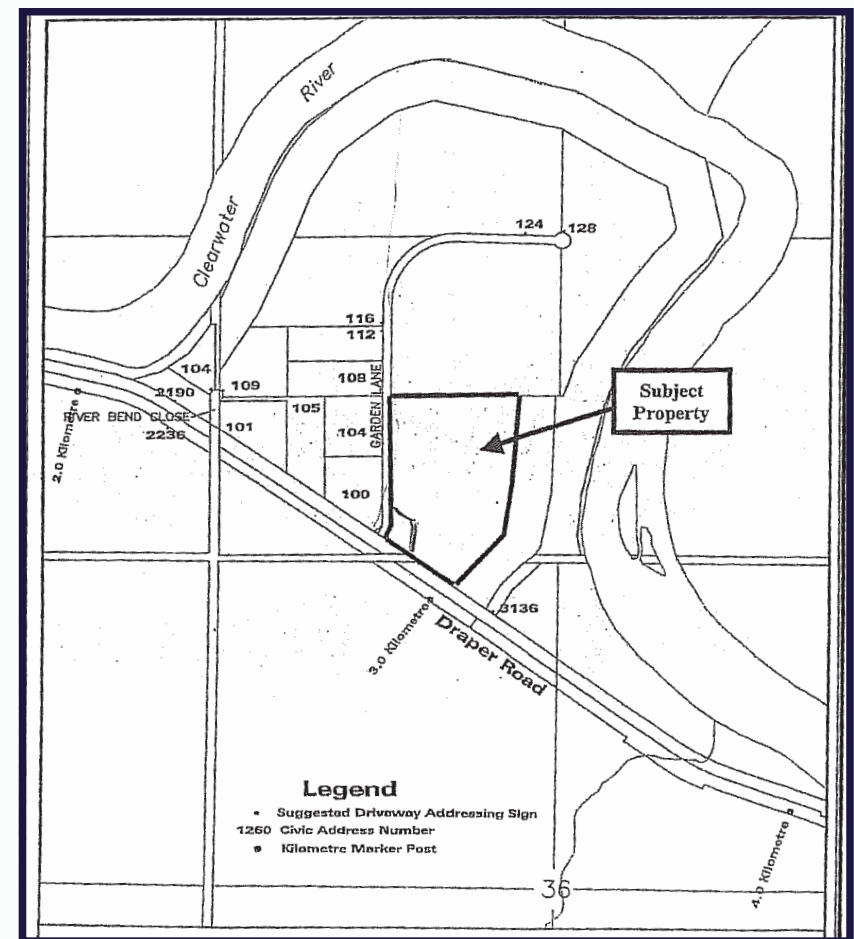 River
Clearwater
124
128
116
112
104
108
109
2190
RIVER BEND CLOSE
105
GARDEN LANE
101
104
2236
2.0 Kilometre
100
Subject
Property
3136
3.0 Kilometre
Draper Road
Legend
Suggested Driveway Addressing Sign
1260 Civic Address Number
Kilometre Marker Post
4.0 Kilometre
36